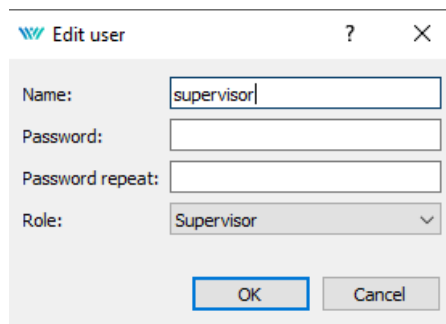 Edit user ?
Name: supervisor
Password:
Password repeat:
Role: Supervisor
OK Cancel